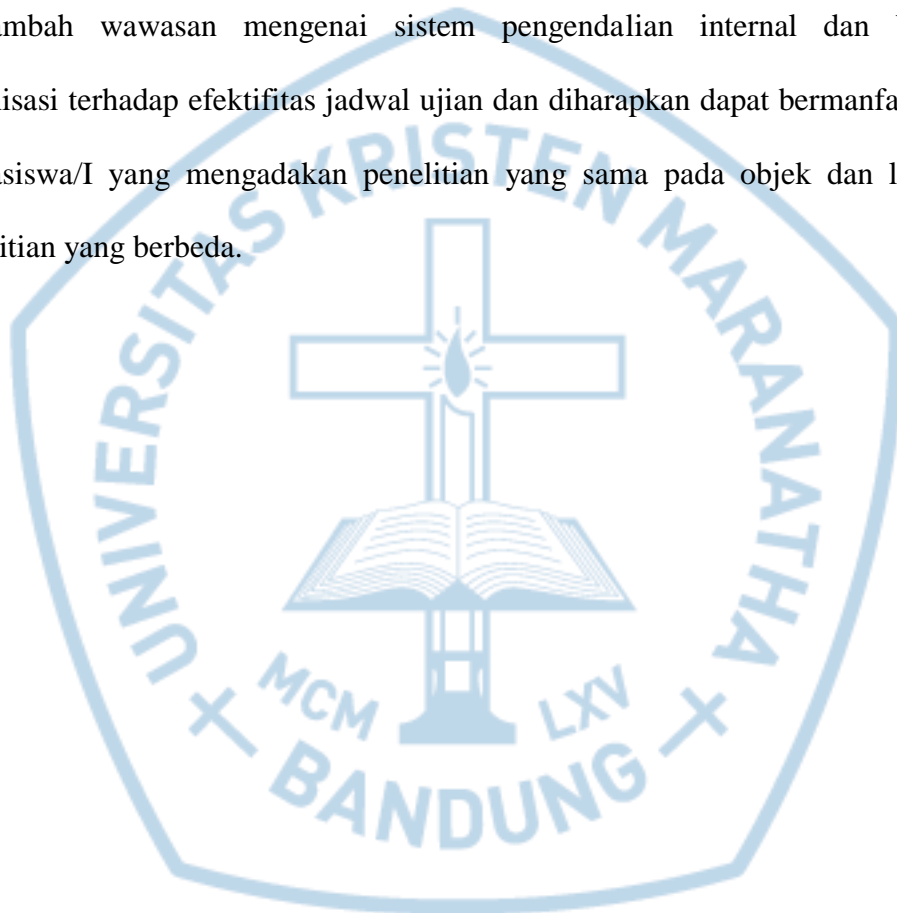 ambah wawasan mengenai sistem pengendalian internal dan
isasi terhadap efektifitas jadwal ujian dan diharapkan dapat bermanfa
asiswa/I yang mengadakan penelitian yang sama pada objek dan l
itian yang berbeda.
UNIVERSITAS KRISTEN MARANATHA
MCM LXV
BANDUNG